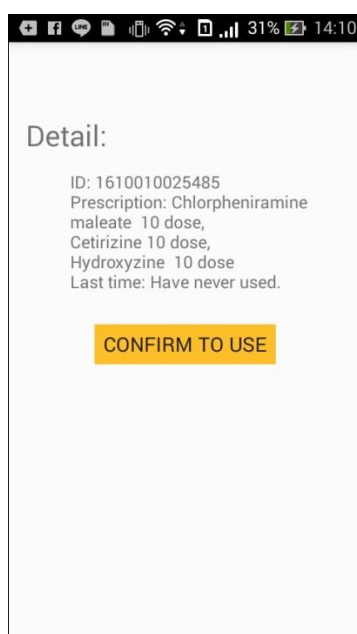 1 31% 14:10
Detail:
ID: 1610010025485
Prescription: Chlorpheniramine
maleate  10 dose,
Cetirizine 10 dose,
Hydroxyzine  10 dose
Last time: Have never used.
CONFIRM TO USE